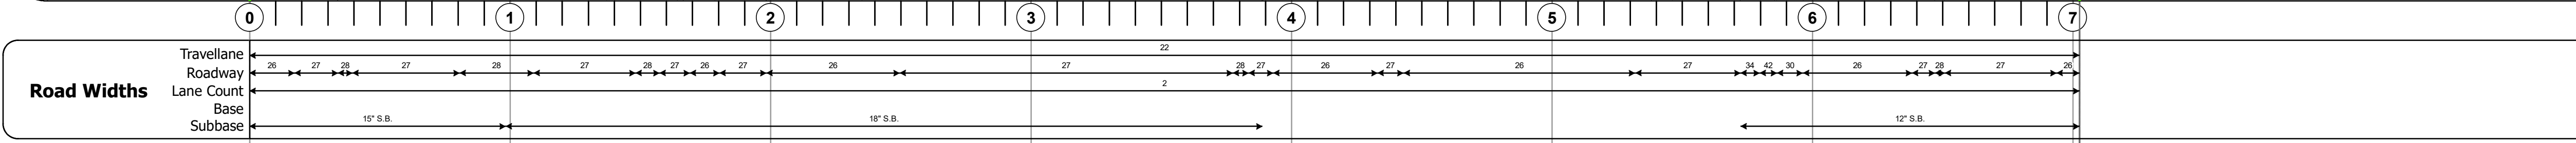 0 1 2 3 4 5 6 7
Travellane 22
Roadway 26 27 28 27 28 27 28 27 26 27 26 27 28 27 26 27 26 27 34 42 30 26 27 28 27 26
Road Widths
Lane Count 2
Base
Subbase 15" S.B. 18" S.B. 12" S.B.